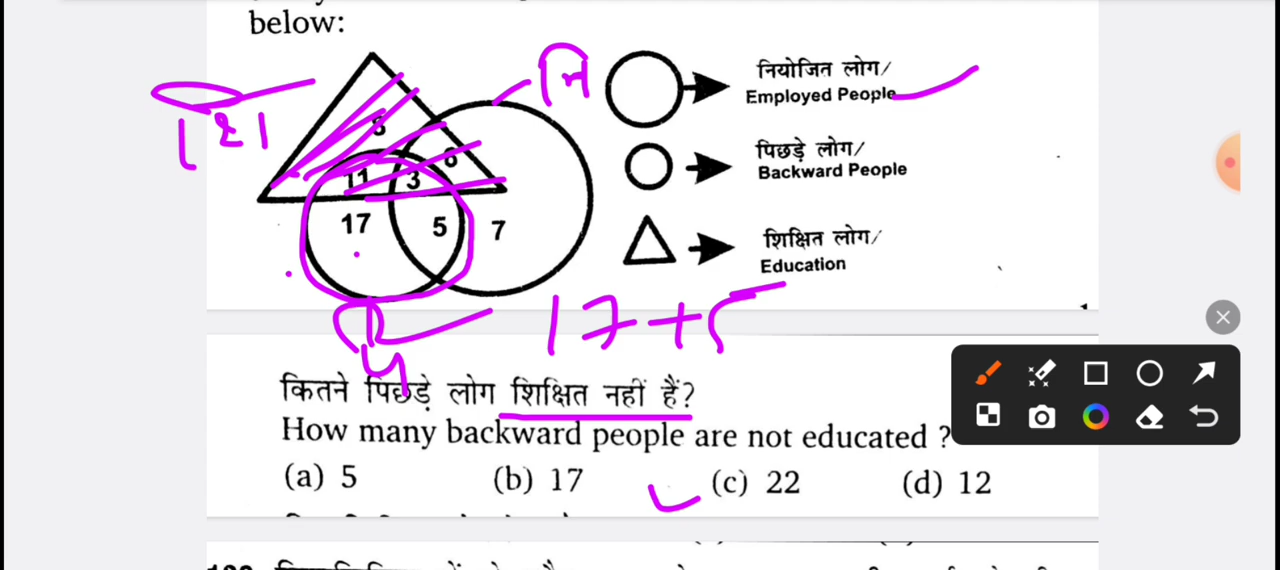 below:
नियोजित लोग/
Employed People
पिछड़े लोग/
Backward People
शिक्षित लोग/
Education
8
11
3
17
5
7
17+5
कितने पिछड़े लोग शिक्षित नहीं हैं?
How many backward people are not educated ?
(a) 5 (b) 17 (c) 22 (d) 12